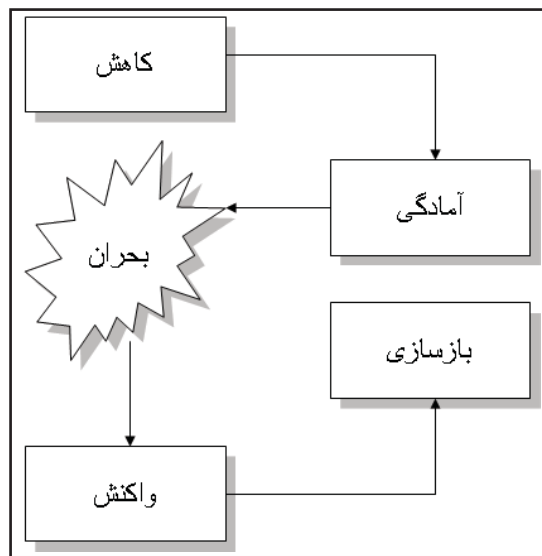 کاهش
آمادگی
بحران
بازسازی
واکنش